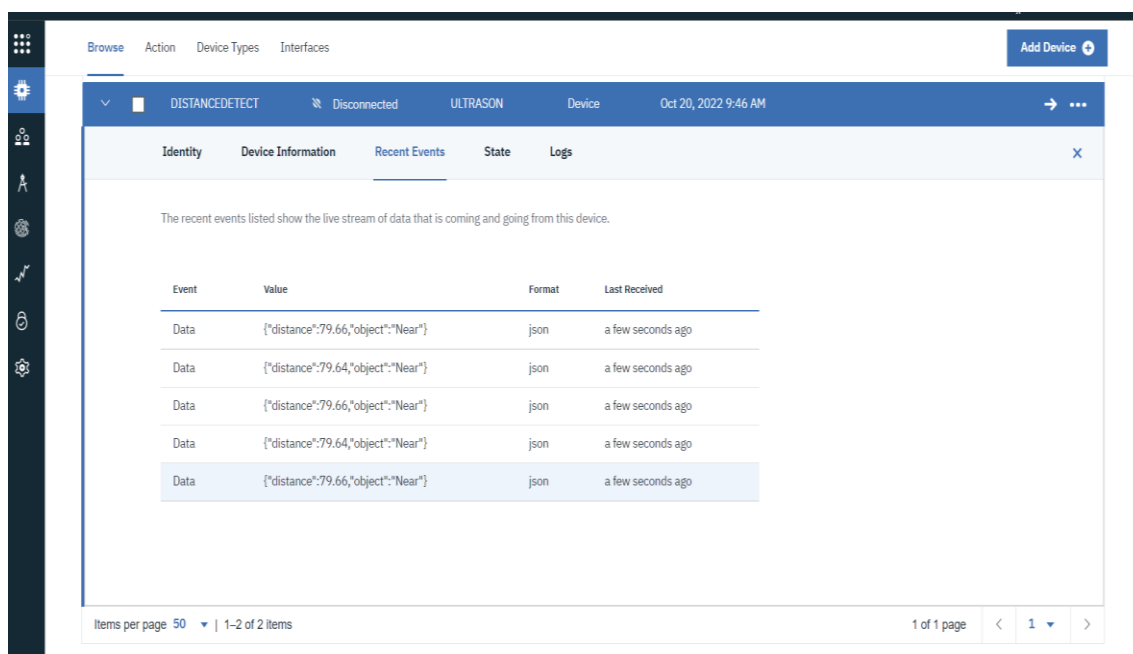 Browse Action Device Types Interfaces Add Device
DISTANCEDETECT Disconnected ULTRASON Device Oct 20, 2022 9:46 AM
Identity Device Information Recent Events State Logs
The recent events listed show the live stream of data that is coming and going from this device.
Event Value Format Last Received
Data {"distance":79.66,"object":"Near"} json a few seconds ago
Data {"distance":79.64,"object":"Near"} json a few seconds ago
Data {"distance":79.66,"object":"Near"} json a few seconds ago
Data {"distance":79.64,"object":"Near"} json a few seconds ago
Data {"distance":79.66,"object":"Near"} json a few seconds ago
Items per page 50 | 1–2 of 2 items 1 of 1 page 1